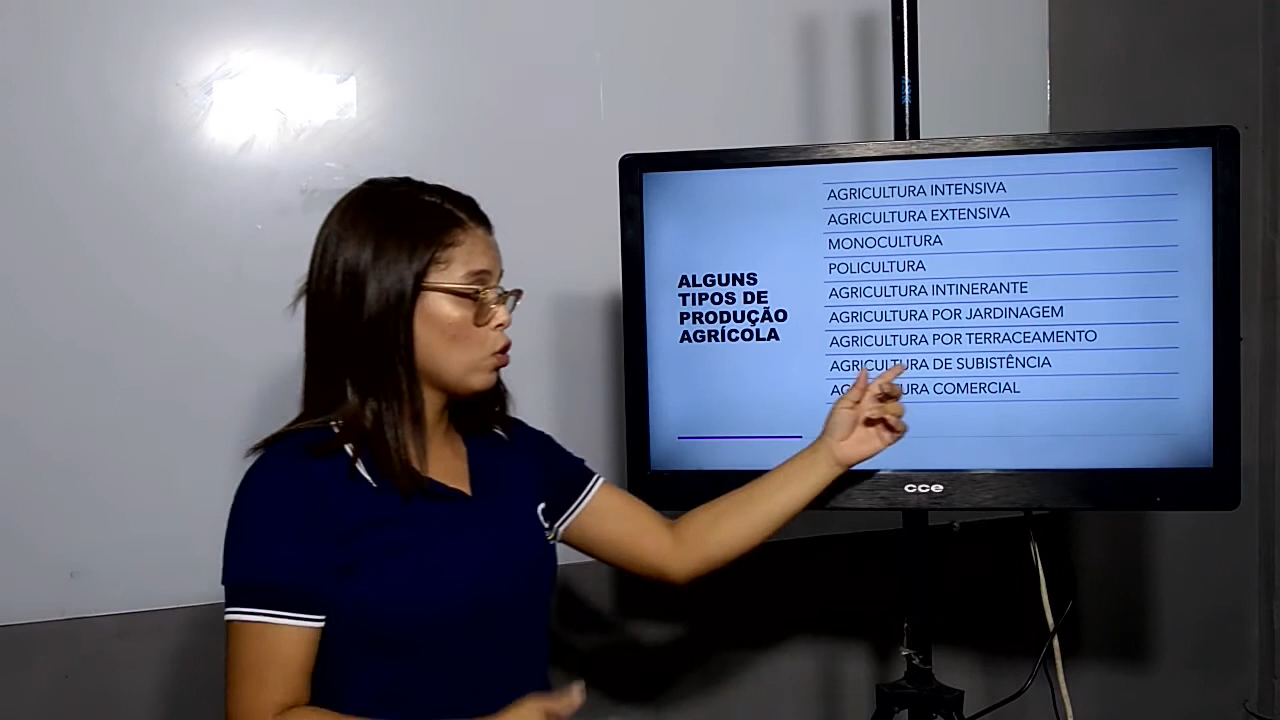 ALGUNS
TIPOS DE
PRODUÇÃO
AGRÍCOLA
AGRICULTURA INTENSIVA
AGRICULTURA EXTENSIVA
MONOCULTURA
POLICULTURA
AGRICULTURA INTINERANTE
AGRICULTURA POR JARDINAGEM
AGRICULTURA POR TERRACEAMENTO
AGRICULTURA DE SUBISTÊNCIA
AGRICULTURA COMERCIAL
cce